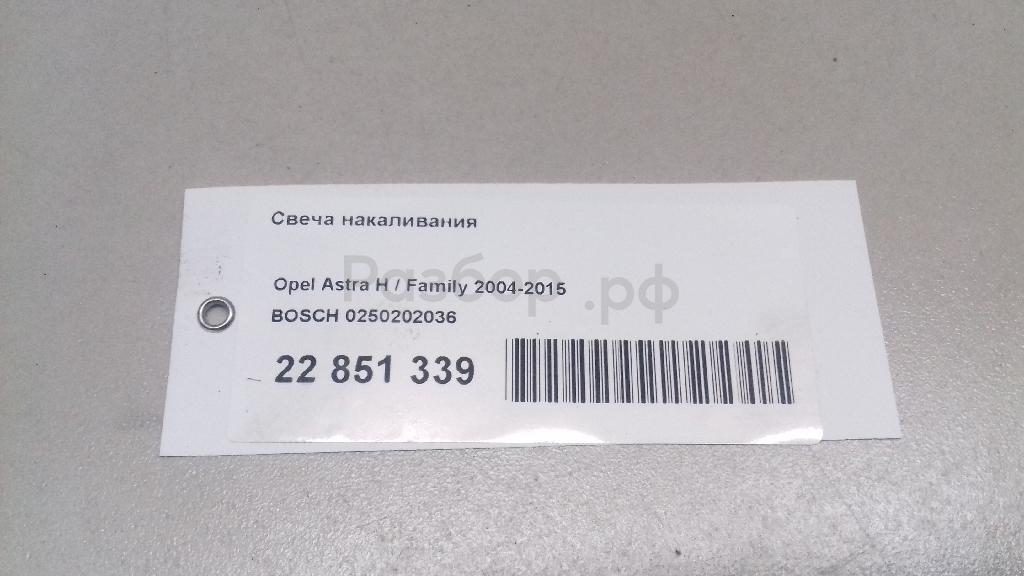 Свеча накаливания
Разбор.рф
Opel Astra H / Family 2004-2015
BOSCH 0250202036
22 851 339